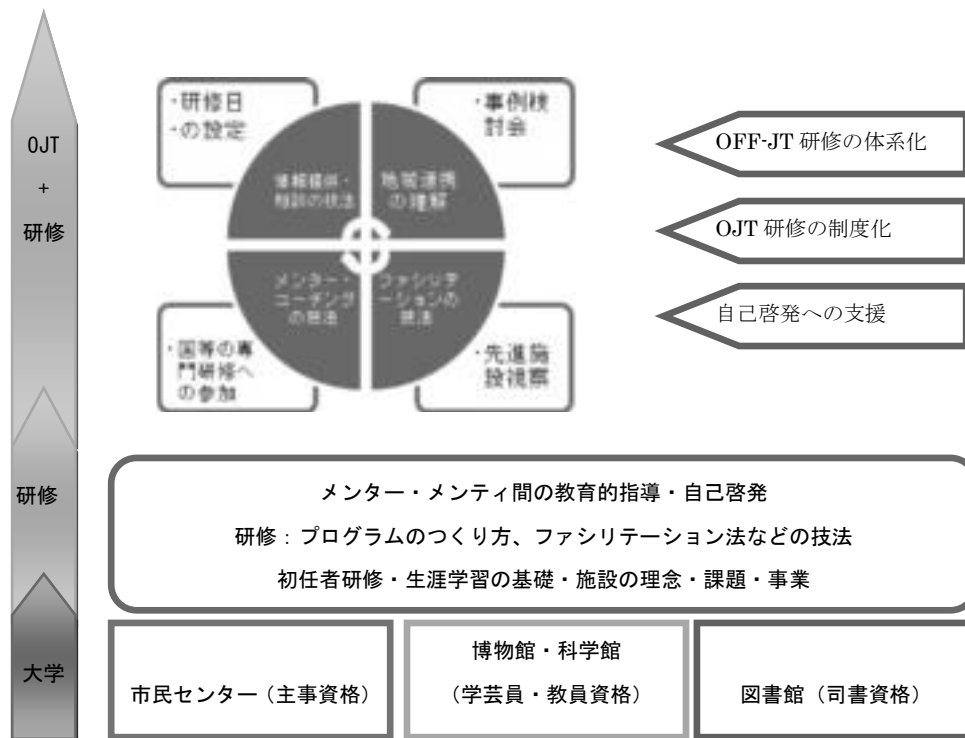 OJT
+
研修
研修
大学
・研修日
・の設定
・事例検
討会
情報提供・
相談の技法
地域連携
の理解
メンター・
コーチング
の技法
ファシリテ
ーションの
技法
・国等の専
門研修へ
の参加
・先進施
設視察
OFF-JT 研修の体系化
OJT 研修の制度化
自己啓発への支援
メンター・メンティ間の教育的指導・自己啓発
研修：プログラムのつくり方、ファシリテーション法などの技法
初任者研修・生涯学習の基礎・施設の理念・課題・事業
市民センター（主事資格）
博物館・科学館
（学芸員・教員資格）
図書館（司書資格）